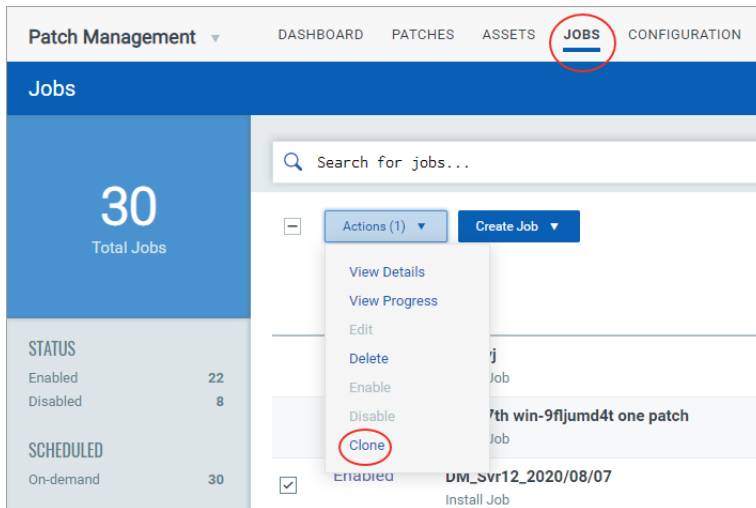 Patch Management
DASHBOARD PATCHES ASSETS JOBS CONFIGURATION
Jobs
30
Total Jobs
Search for jobs...
Actions (1) Create Job
View Details
View Progress
Edit
Delete
Enable
Disable
Clone
STATUS
Enabled 22
Disabled 8
SCHEDULED
On-demand 30
Job
7th win-9fljumd4t one patch
Job
Enabled DM_Svr12_2020/08/07
Install Job